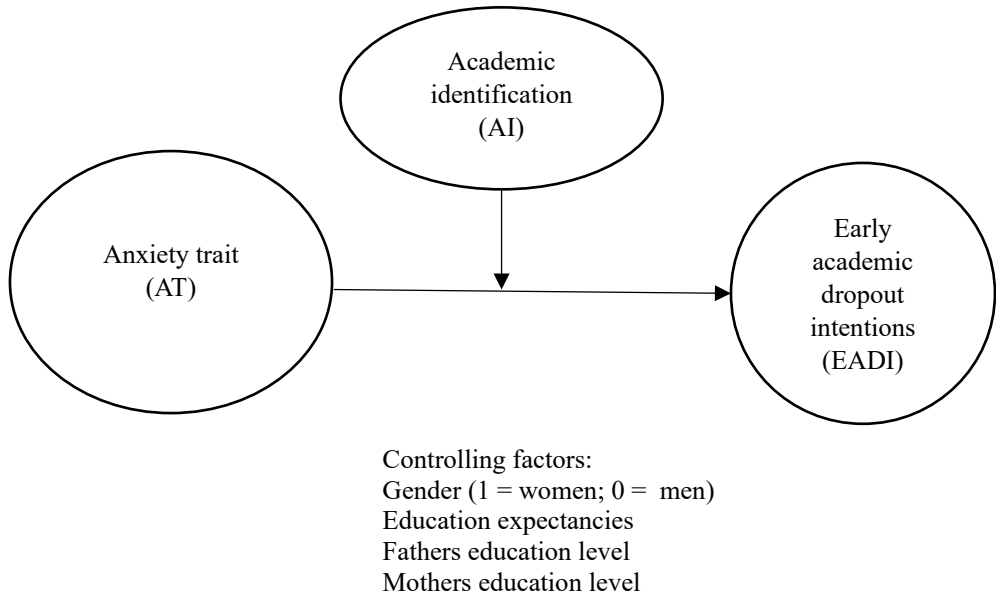 Academic
identification
(AI)
Anxiety trait
(AT)
Early
academic
dropout
intentions
(EADI)
Controlling factors:
Gender (1 = women; 0 =  men)
Education expectancies
Fathers education level
Mothers education level